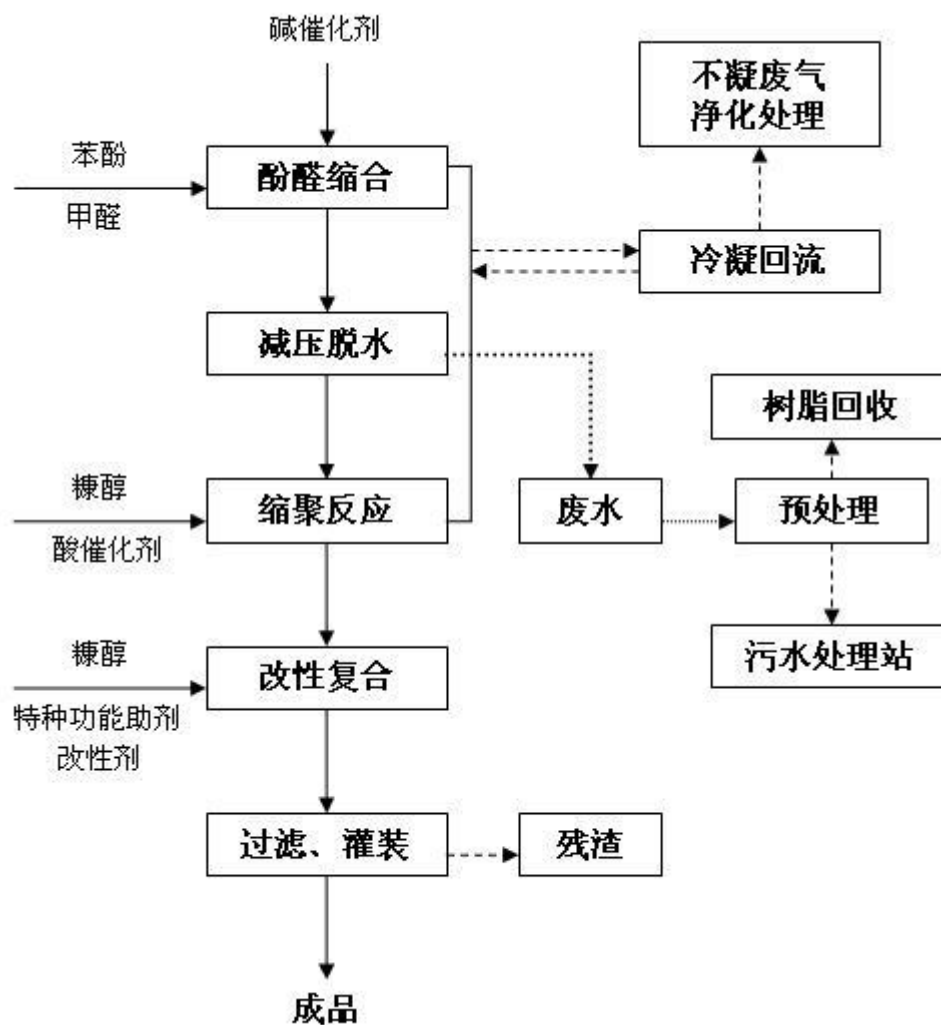 碱催化剂
不凝废气
净化处理
苯酚
甲醛
酚醛缩合
冷凝回流
减压脱水
树脂回收
糠醇
酸催化剂
缩聚反应
废水
预处理
糠醇
特种功能助剂
改性剂
改性复合
污水处理站
过滤、灌装
残渣
成品